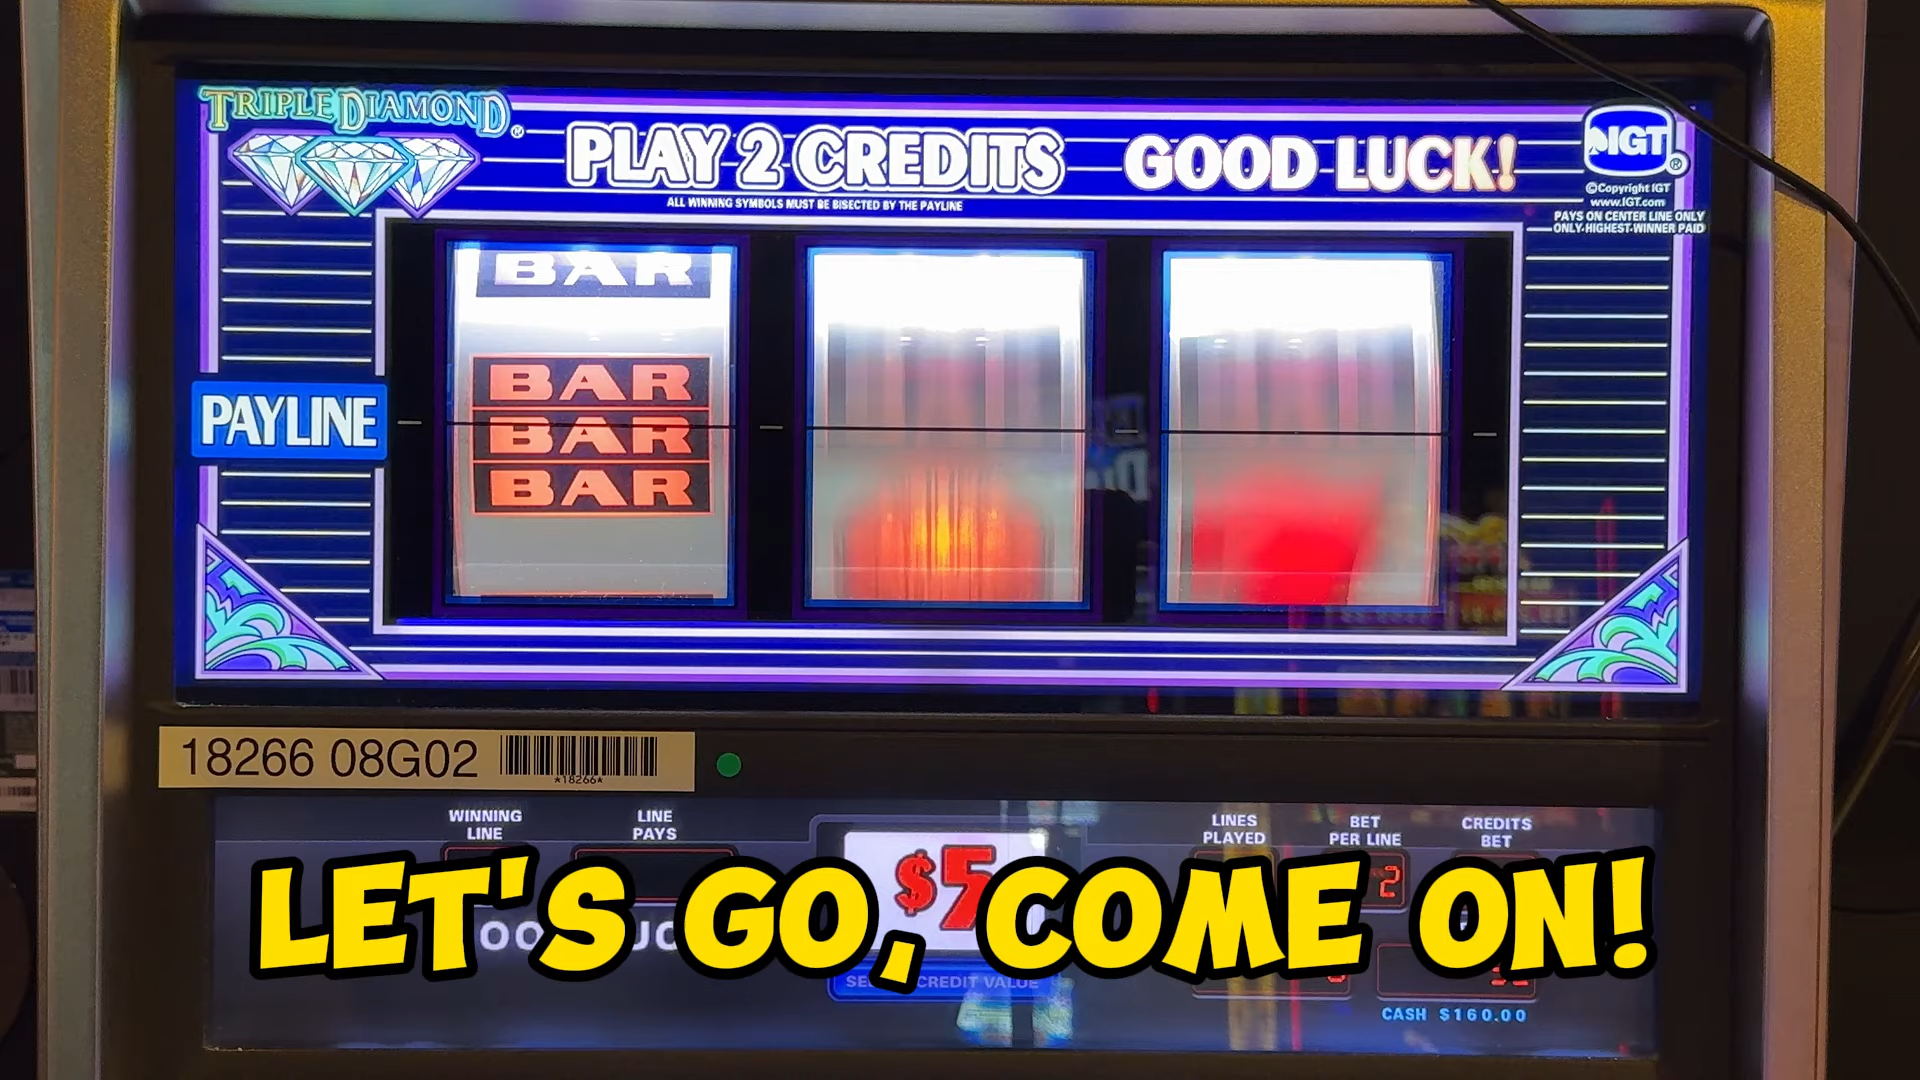 TRIPLE DIAMOND®
PLAY 2 CREDITS GOOD LUCK!
IGT®
©Copyright IGT
www.IGT.com
ALL WINNING SYMBOLS MUST BE BISECTED BY THE PAYLINE
PAYS ON CENTER LINE ONLY
ONLY HIGHEST WINNER PAID
BAR
BAR
BAR
BAR
PAYLINE
18266 08G02
*18266*
WINNING
LINE
LINE
PAYS
$5
LINES
PLAYED
BET
PER LINE
CREDITS
BET
2
LET'S GO, COME ON!
CREDIT VALUE
CASH $160.00